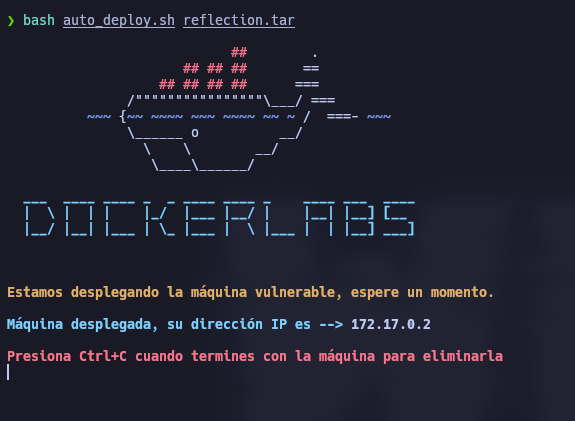 ❯ bash auto_deploy.sh reflection.tar
##         .
## ## ##       ==
## ## ## ##      ===
/""""""""""""""""\___/ ===
~~~ {~~ ~~~~ ~~~ ~~~~ ~~ ~ /  ===- ~~~
\______ o          __/
\    \        __/
\____\______/
DOCKERLABS
Estamos desplegando la máquina vulnerable, espere un momento.
Máquina desplegada, su dirección IP es --> 172.17.0.2
Presiona Ctrl+C cuando termines con la máquina para eliminarla